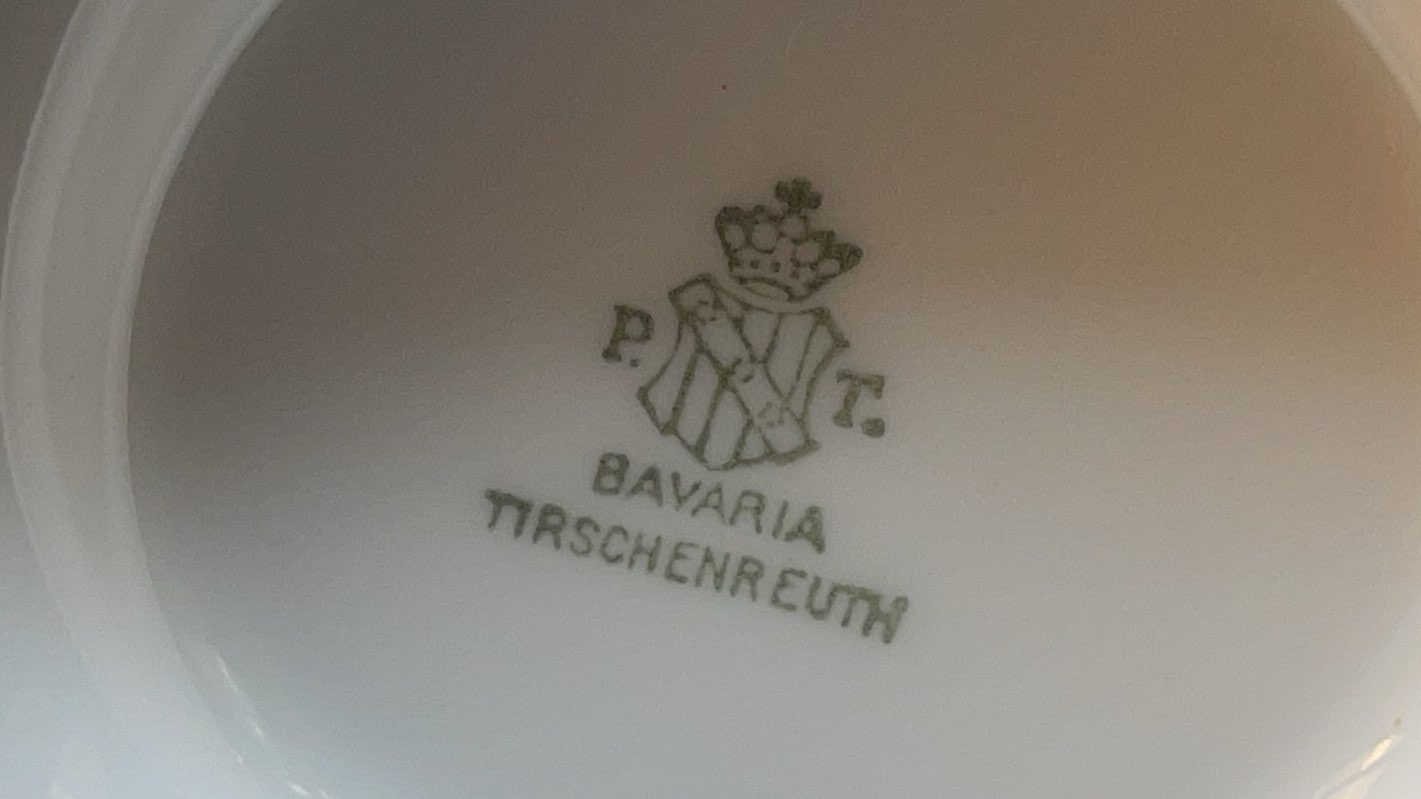 P. T.
BAVARIA
TIRSCHENREUTH